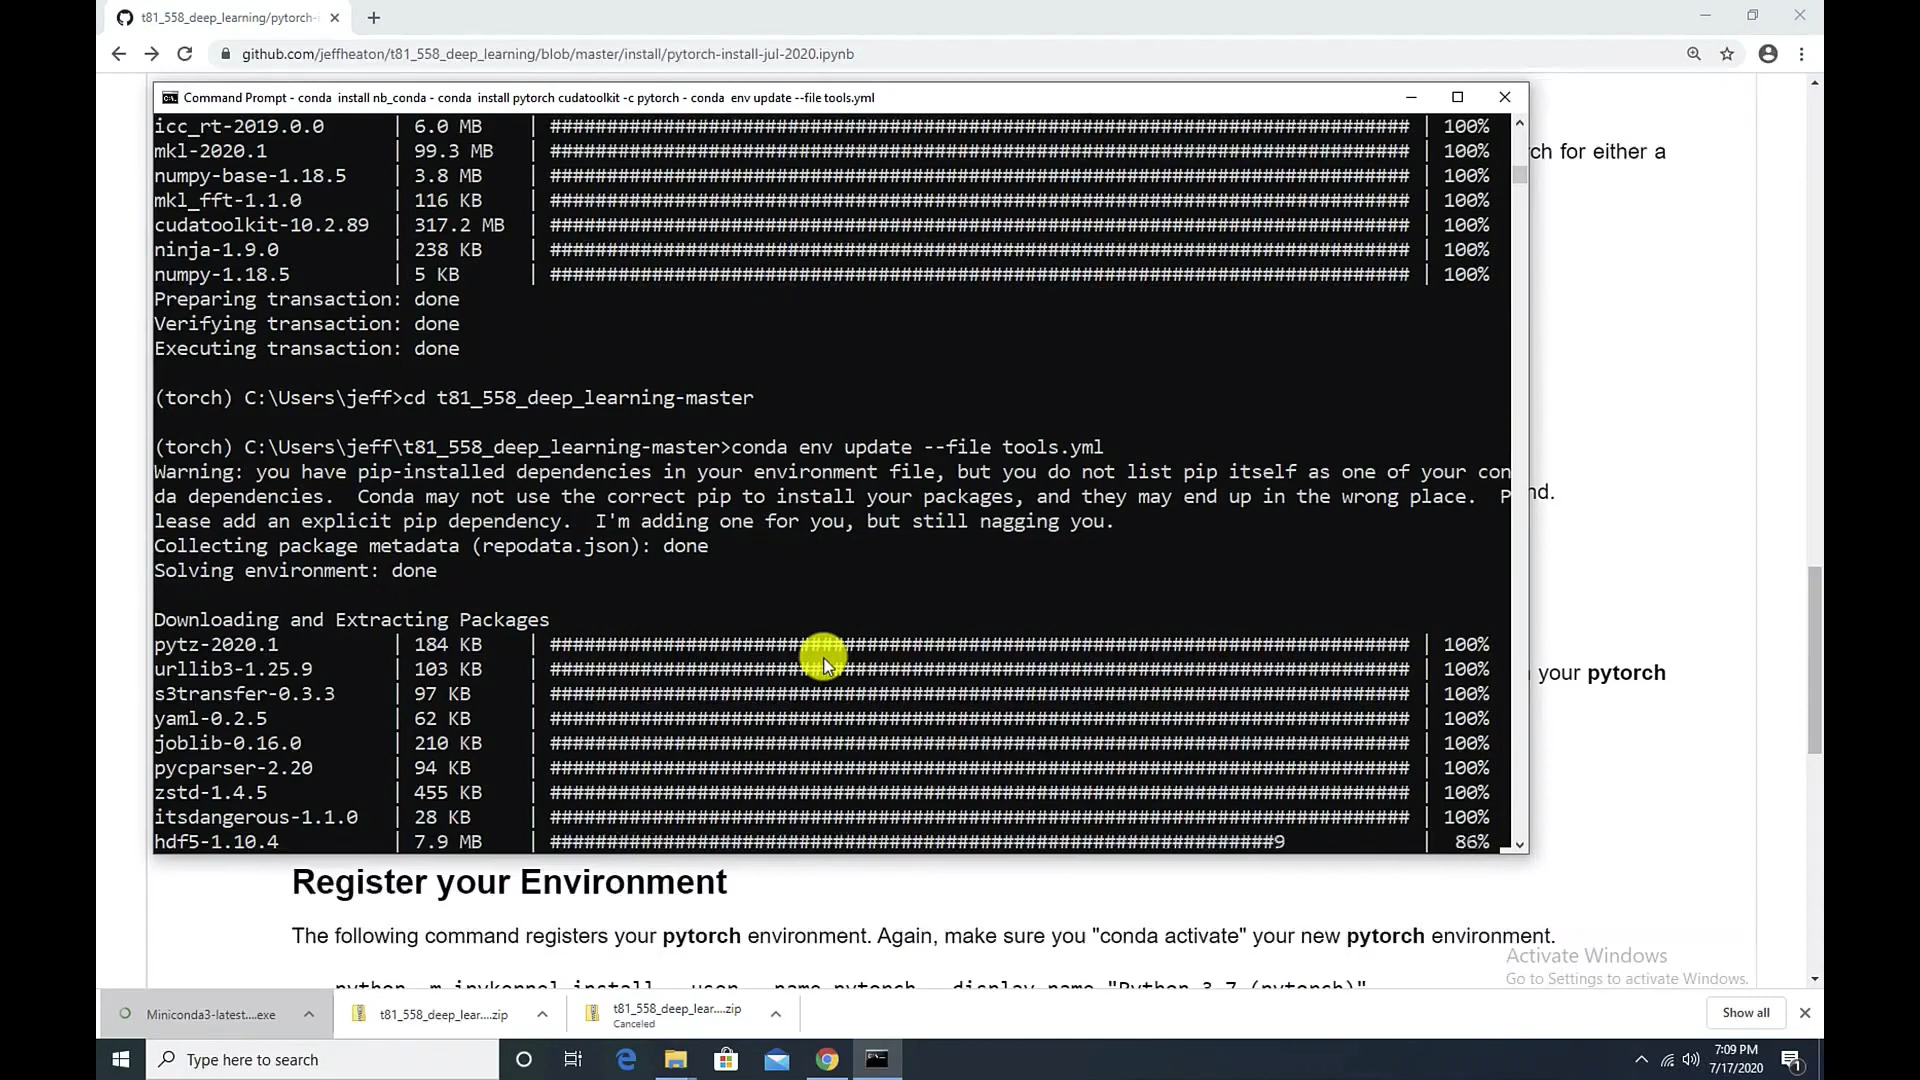 t81_558_deep_learning/pytorch-i
github.com/jeffheaton/t81_558_deep_learning/blob/master/install/pytorch-install-jul-2020.ipynb
Command Prompt - conda install nb_conda - conda install pytorch cudatoolkit -c pytorch - conda env update --file tools.yml
icc_rt-2019.0.0 | 6.0 MB | ############################################################################ | 100%
mkl-2020.1 | 99.3 MB | ############################################################################ | 100%
numpy-base-1.18.5 | 3.8 MB | ############################################################################ | 100%
mkl_fft-1.1.0 | 116 KB | ############################################################################ | 100%
cudatoolkit-10.2.89 | 317.2 MB | ############################################################################ | 100%
ninja-1.9.0 | 238 KB | ############################################################################ | 100%
numpy-1.18.5 | 5 KB | ############################################################################ | 100%
Preparing transaction: done
Verifying transaction: done
Executing transaction: done
(torch) C:\Users\jeff>cd t81_558_deep_learning-master
(torch) C:\Users\jeff\t81_558_deep_learning-master>conda env update --file tools.yml
Warning: you have pip-installed dependencies in your environment file, but you do not list pip itself as one of your con
da dependencies.  Conda may not use the correct pip to install your packages, and they may end up in the wrong place.  P
lease add an explicit pip dependency.  I'm adding one for you, but still nagging you.
Collecting package metadata (repodata.json): done
Solving environment: done
Downloading and Extracting Packages
pytz-2020.1 | 184 KB | ############################################################################ | 100%
urllib3-1.25.9 | 103 KB | ############################################################################ | 100%
s3transfer-0.3.3 | 97 KB | ############################################################################ | 100%
yaml-0.2.5 | 62 KB | ############################################################################ | 100%
joblib-0.16.0 | 210 KB | ############################################################################ | 100%
pycparser-2.20 | 94 KB | ############################################################################ | 100%
zstd-1.4.5 | 455 KB | ############################################################################ | 100%
itsdangerous-1.1.0 | 28 KB | ############################################################################ | 100%
hdf5-1.10.4 | 7.9 MB | ################################################################9 | 86%
rch for either a
nd.
your pytorch
Register your Environment
The following command registers your pytorch environment. Again, make sure you "conda activate" your new pytorch environment.
python -m ipykernel install --user --name pytorch --display-name "Python 3.7 (pytorch)"
Activate Windows
Go to Settings to activate Windows.
Miniconda3-latest....exe
t81_558_deep_lear....zip
t81_558_deep_lear....zip
Canceled
Show all
Type here to search
7:09 PM
7/17/2020
1